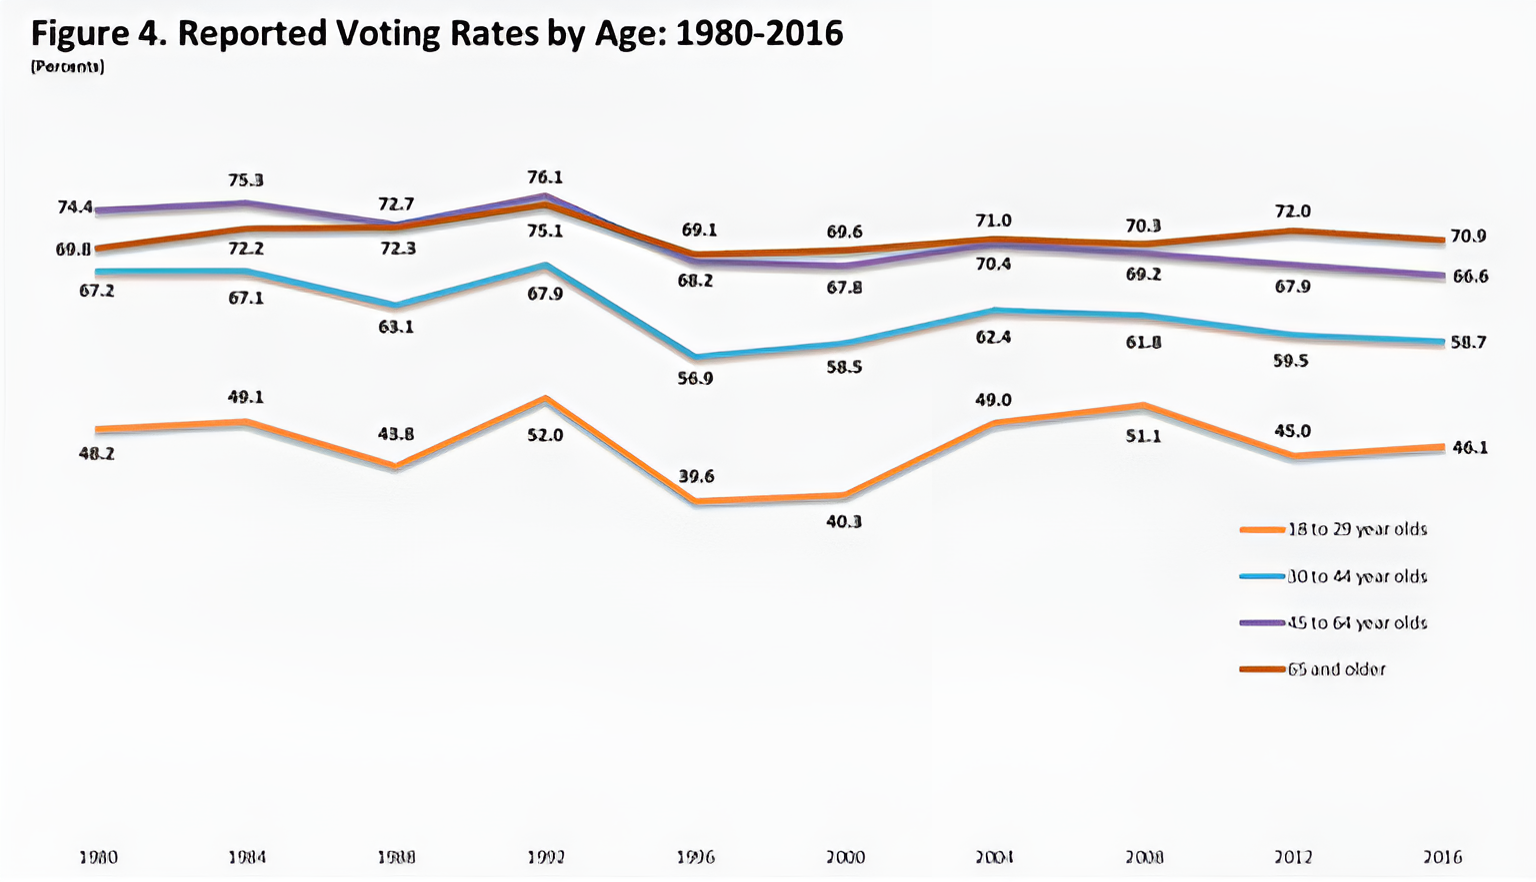 Figure 4. Reported Voting Rates by Age: 1980-2016
(Percents)
75.3 76.1
74.4 72.7 72.0
69.8 72.2 72.3 75.1 69.1 69.6 71.0 70.3 70.9
68.2 67.8 70.4 69.2 67.9 66.6
67.2 67.1 63.1 67.9 62.4 61.8 59.5 58.7
56.9 58.5
48.2 49.1 43.8 52.0 49.0 51.1 45.0 46.1
39.6 40.3
18 to 29 year olds
30 to 44 year olds
45 to 64 year olds
65 and older
1980 1984 1988 1992 1996 2000 2004 2008 2012 2016